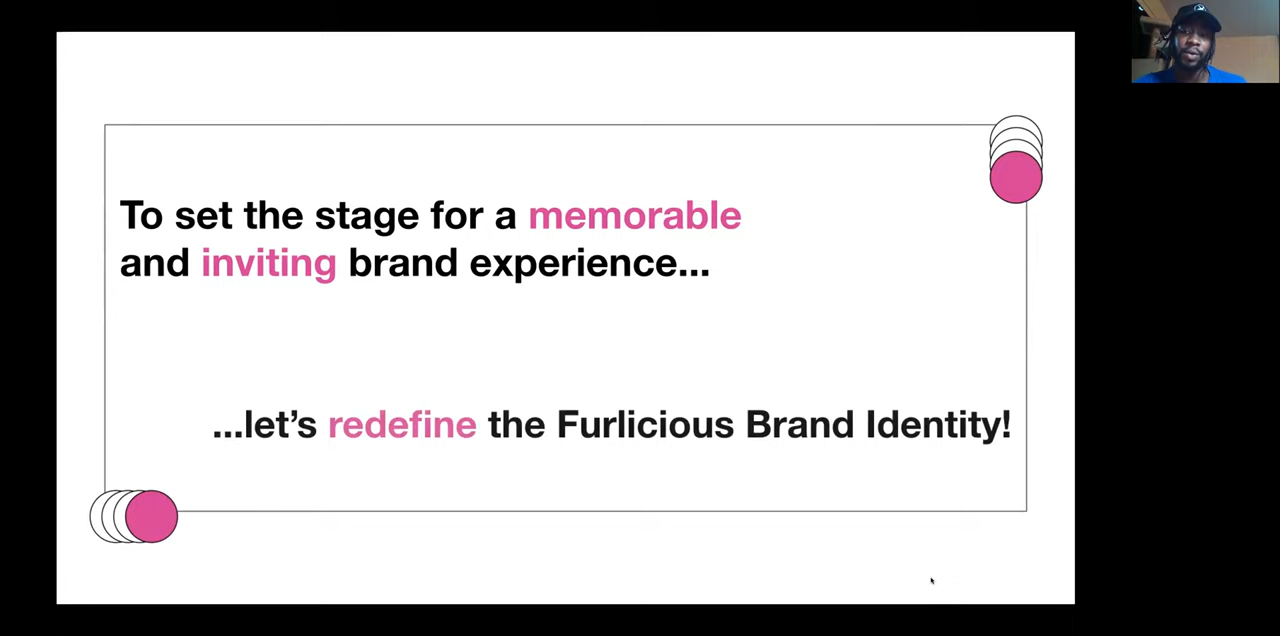 To set the stage for a memorable
and inviting brand experience...
...let’s redefine the Furlicious Brand Identity!